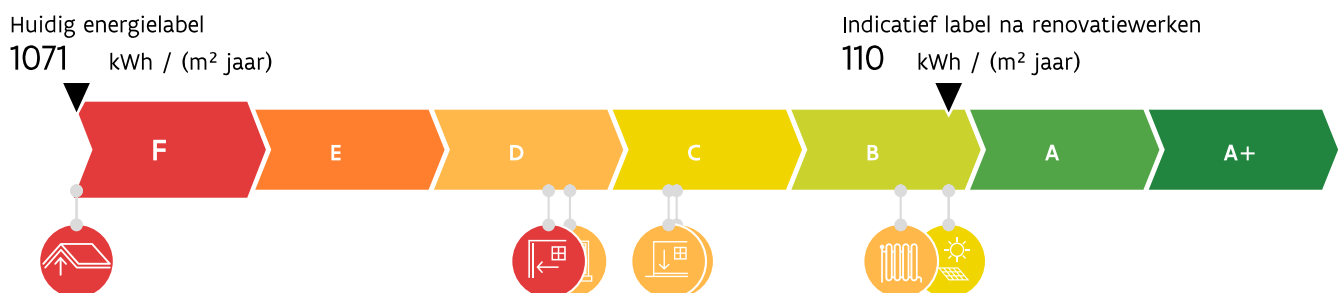 Huidig energielabel
1071 kWh / (m² jaar)
Indicatief label na renovatiewerken
110 kWh / (m² jaar)
F E D C B A A+